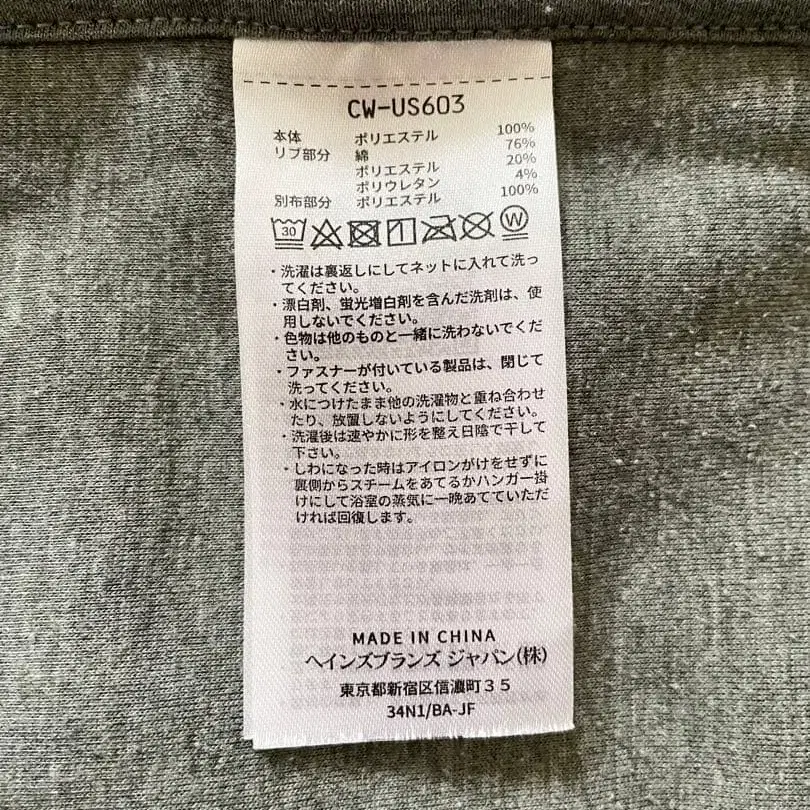 CW-US603
本体 ポリエステル 100%
リブ部分 綿 76%
ポリエステル 20%
ポリウレタン 4%
別布部分 ポリエステル 100%
30 W
・洗濯は裏返しにしてネットに入れて洗っ
てください。
・漂白剤、蛍光増白剤を含んだ洗剤は、使
用しないでください。
・色物は他のものと一緒に洗わないでくだ
さい。
・ファスナーが付いている製品は、閉じて
洗ってください。
・水につけたまま他の洗濯物と重ね合わせ
たり、放置しないようにしてください。
・洗濯後は速やかに形を整え日陰で干して
下さい。
・しわになった時はアイロンがけをせずに
裏側からスチームをあてるかハンガー掛
けにして浴室の蒸気に一晩あてていただ
ければ回復します。
MADE IN CHINA
ヘインズブランズ ジャパン(株)
東京都新宿区信濃町35
34N1/BA-JF